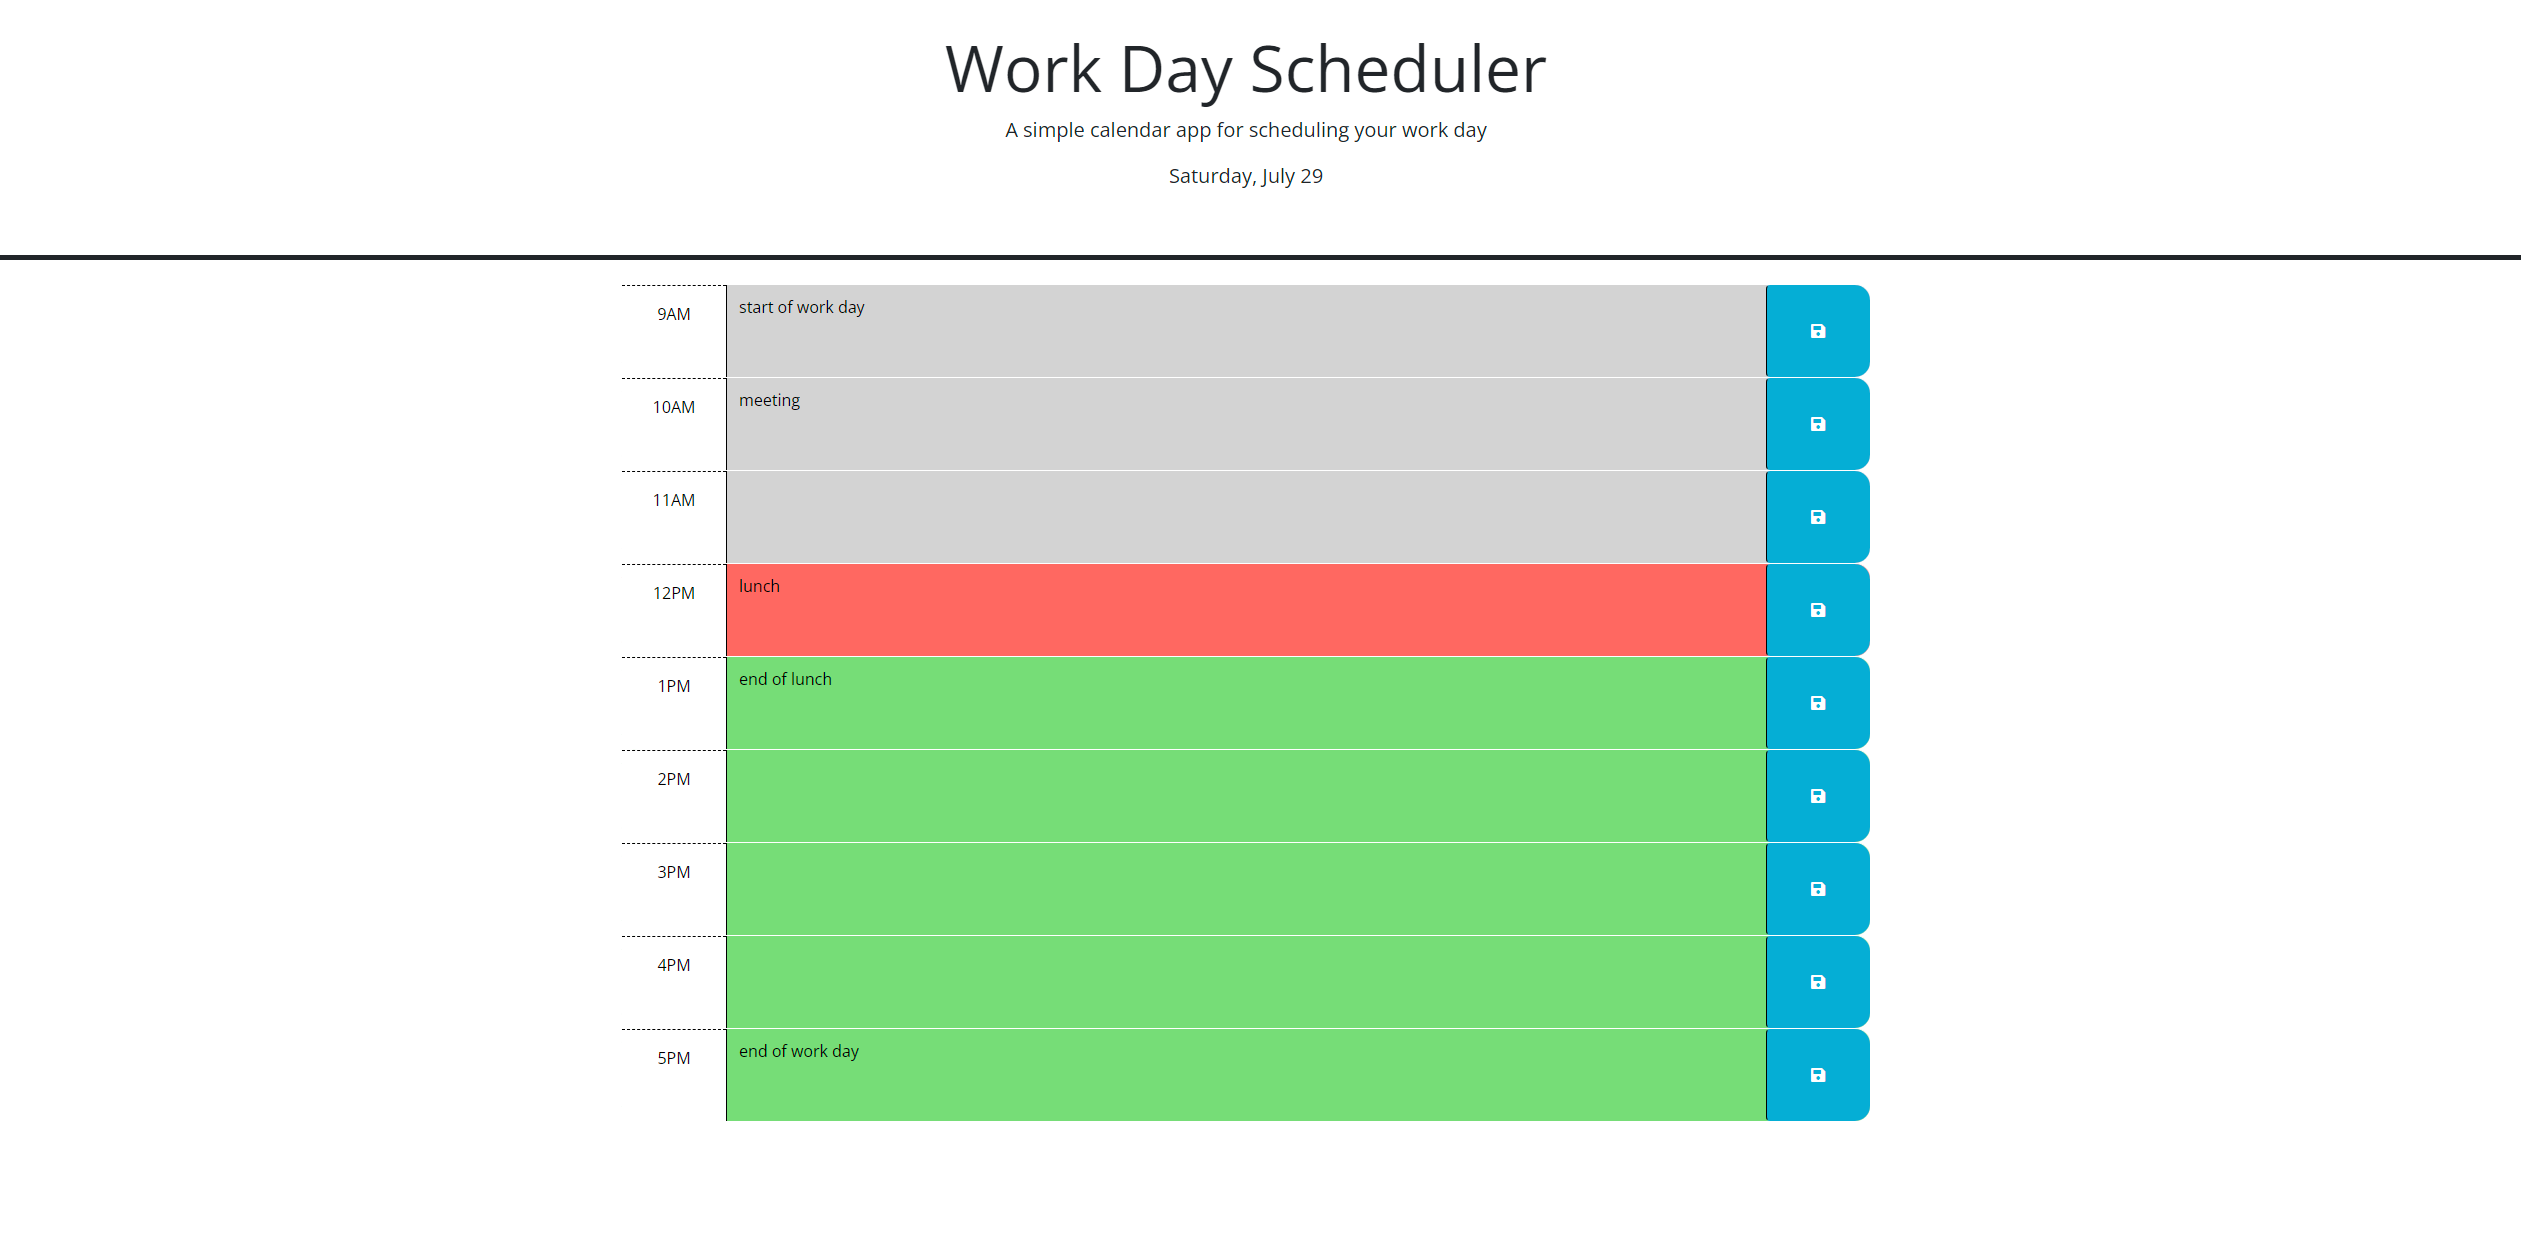 Work Day Scheduler
A simple calendar app for scheduling your work day
Saturday, July 29
9AM
start of work day
10AM
meeting
11AM
12PM
lunch
1PM
end of lunch
2PM
3PM
4PM
5PM
end of work day